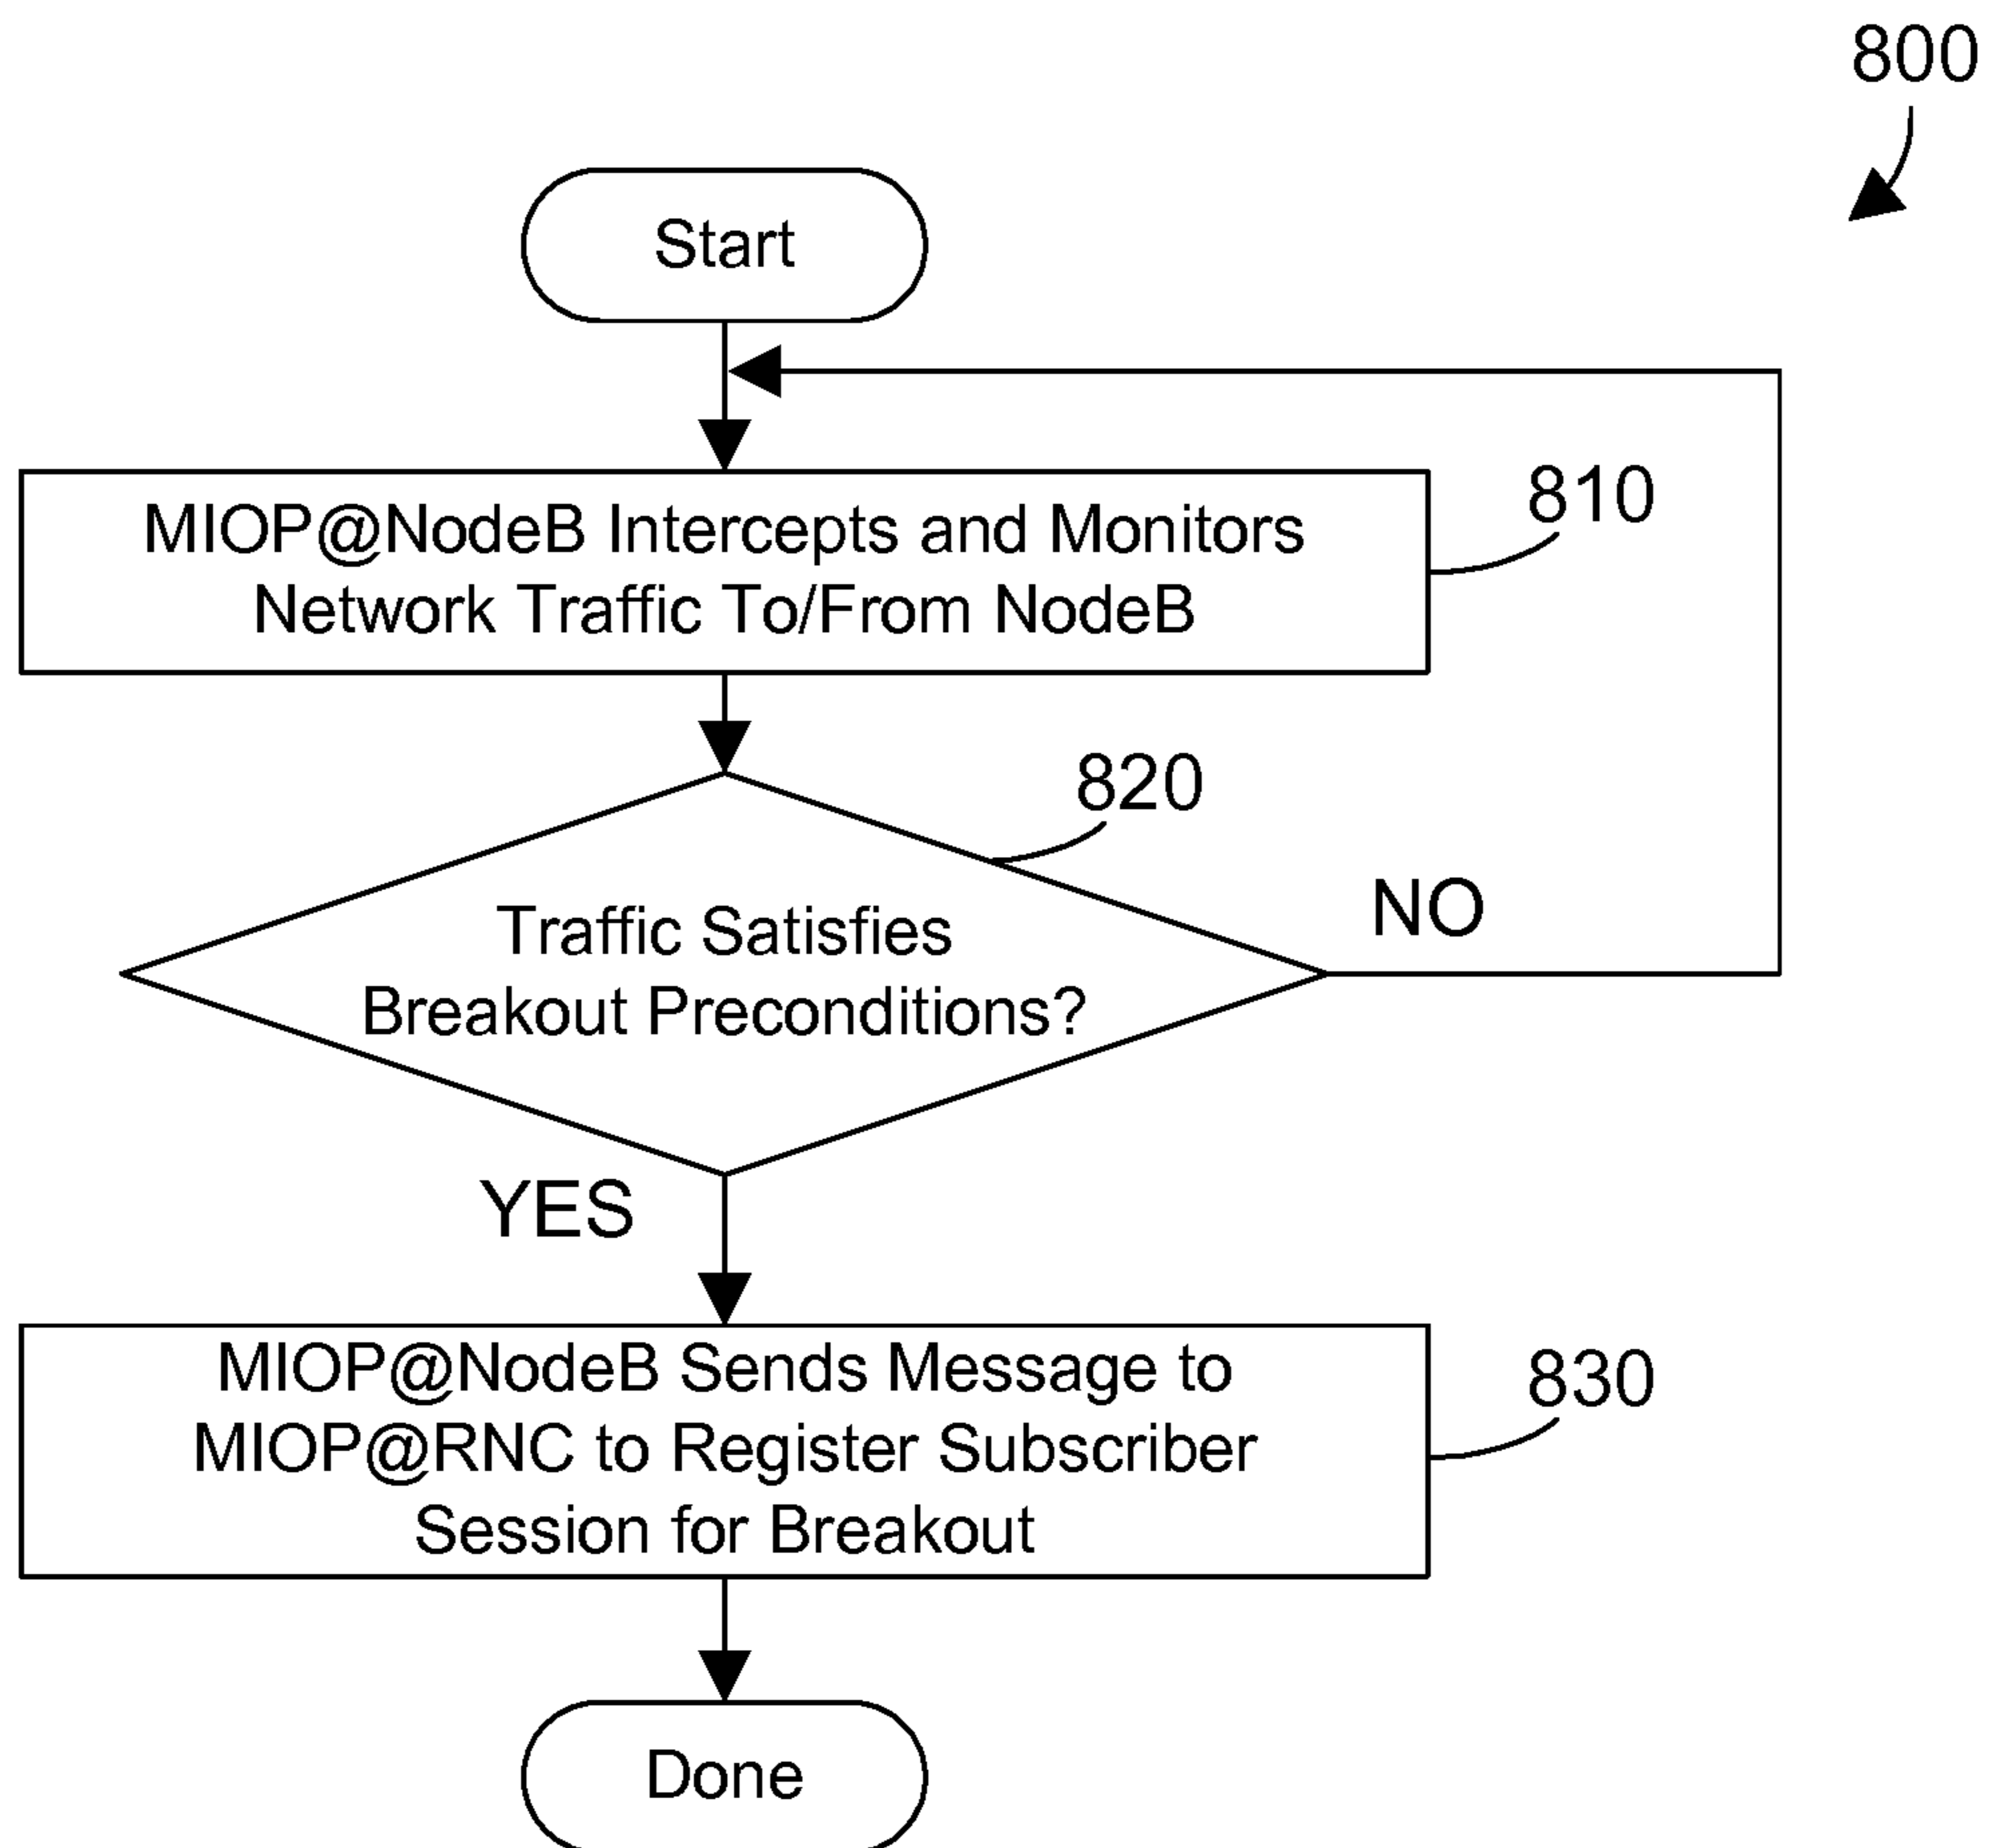 800
Start
MIOP@NodeB Intercepts and Monitors
Network Traffic To/From NodeB
810
820
Traffic Satisfies
Breakout Preconditions?
NO
YES
MIOP@NodeB Sends Message to
MIOP@RNC to Register Subscriber
Session for Breakout
830
Done